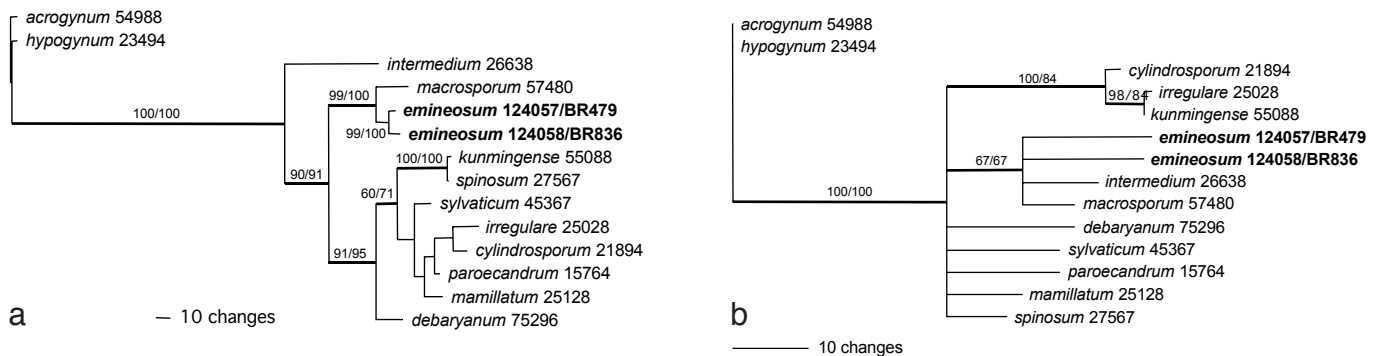 acrogynum 54988
hypogynum 23494
intermedium 26638
macrosporum 57480
99/100
emineosum 124057/BR479
100/100
99/100
emineosum 124058/BR836
100/100
kunmingense 55088
90/91
spinosum 27567
60/71
sylvaticum 45367
irregulare 25028
91/95
cylindrosporum 21894
paroecandrum 15764
mamillatum 25128
debaryanum 75296
a
10 changes
acrogynum 54988
hypogynum 23494
cylindrosporum 21894
100/84
irregulare 25028
98/84
kunmingense 55088
emineosum 124057/BR479
67/67
emineosum 124058/BR836
intermedium 26638
100/100
macrosporum 57480
debaryanum 75296
sylvaticum 45367
paroecandrum 15764
mamillatum 25128
spinosum 27567
b
10 changes